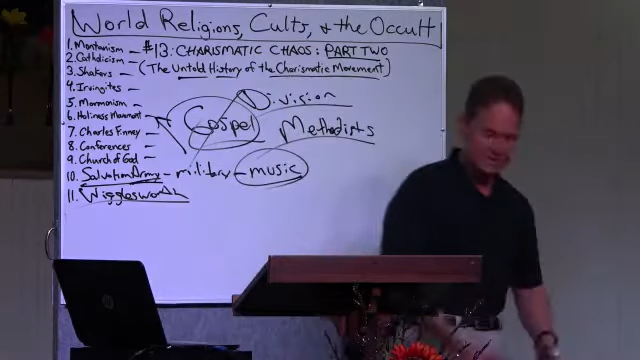 World Religions, Cults, & the Occult
#13: CHARISMATIC CHAOS: PART TWO
(The Untold History of the Charismatic Movement)
1. Montanism
2. Catholicism
3. Shakers
4. Irvingites
5. Mormonism
6. Holiness Movement
7. Charles Finney
8. Conferences
9. Church of God
10. Salvation Army - military - music
11. Wigglesworth
Division
Gospel
Methodists